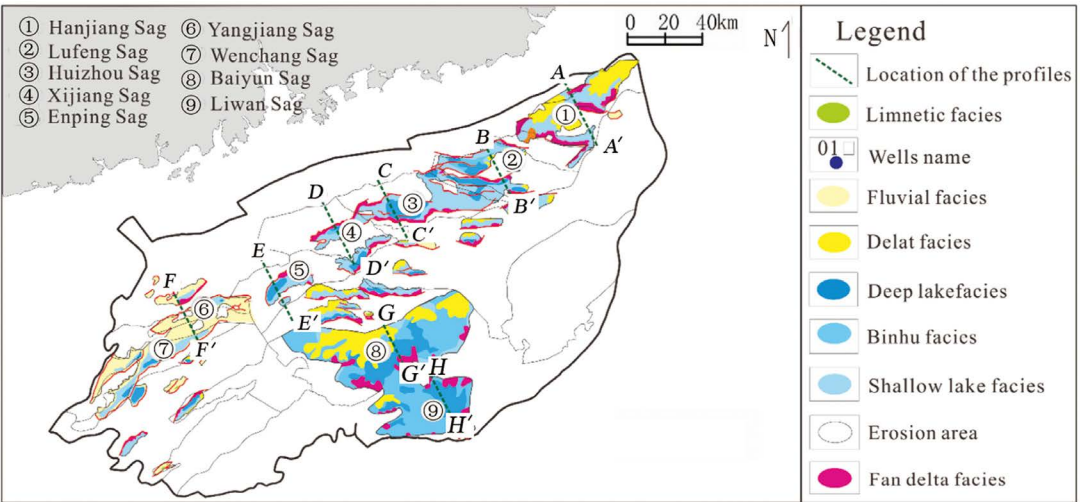 ① Hanjiang Sag
② Lufeng Sag
③ Huizhou Sag
④ Xijiang Sag
⑤ Enping Sag
⑥ Yangjiang Sag
⑦ Wenchang Sag
⑧ Baiyun Sag
⑨ Liwan Sag
0 20 40km
N
A
①
A'
B
②
B'
C
③
C'
D
④
D'
E
⑤
E'
F
⑥
⑦
F'
G
⑧
G'
H
⑨
H'
Legend
Location of the profiles
Limnetic facies
01
Wells name
Fluvial facies
Delat facies
Deep lakefacies
Binhu facics
Shallow lake facies
Erosion area
Fan delta facies